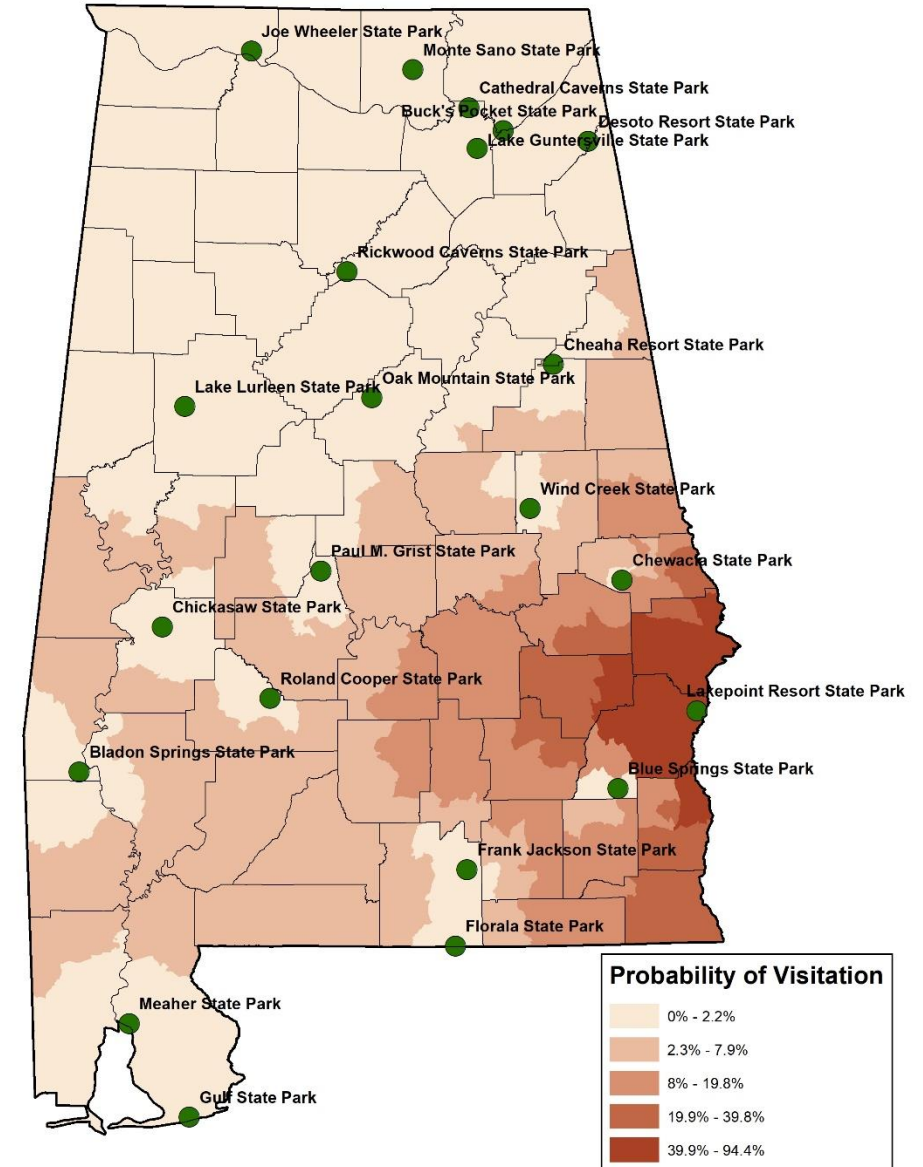 Joe Wheeler State Park
Monte Sano State Park
Cathedral Caverns State Park
Buck's Pocket State Park
Desoto Resort State Park
Lake Guntersville State Park
Rickwood Caverns State Park
Cheaha Resort State Park
Lake Lurleen State Park
Oak Mountain State Park
Wind Creek State Park
Paul M. Grist State Park
Chewacla State Park
Chickasaw State Park
Roland Cooper State Park
Lakepoint Resort State Park
Bladon Springs State Park
Blue Springs State Park
Frank Jackson State Park
Florala State Park
Meaher State Park
Gulf State Park
Probability of Visitation
0% - 2.2%
2.3% - 7.9%
8% - 19.8%
19.9% - 39.8%
39.9% - 94.4%